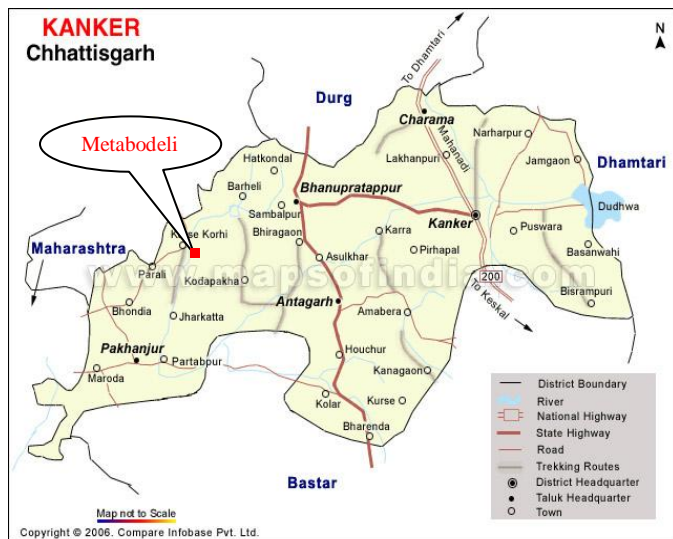 KANKER
Chhattisgarh
N
To Dhamtari
Durg
Charama
Mahanadi
Narharpur
Metabodeli
Lakhanpuri
Jamgaon
Dhamtari
Hatkondal
Barheli
Bhanupratappur
Dudhwa
Sambalpur
Kanker
Maharashtra
Bhiragaon
Karra
Puswara
Korhi
Asulkhar
Pirhapal
Basanwahi
www.mapsofindia.com
Parali
Kodapakha
200
To Keskal
Bisrampuri
Bhondia
Antagarh
Amabera
Jharkatta
Pakhanjur
Partabpur
Houchur
Maroda
Kanagaon
Kolar
Kurse
Bharenda
Bastar
District Boundary
River
National Highway
State Highway
Road
Trekking Routes
District Headquarter
Taluk Headquarter
Town
Map not to Scale
Copyright © 2006. Compare Infobase Pvt. Ltd.